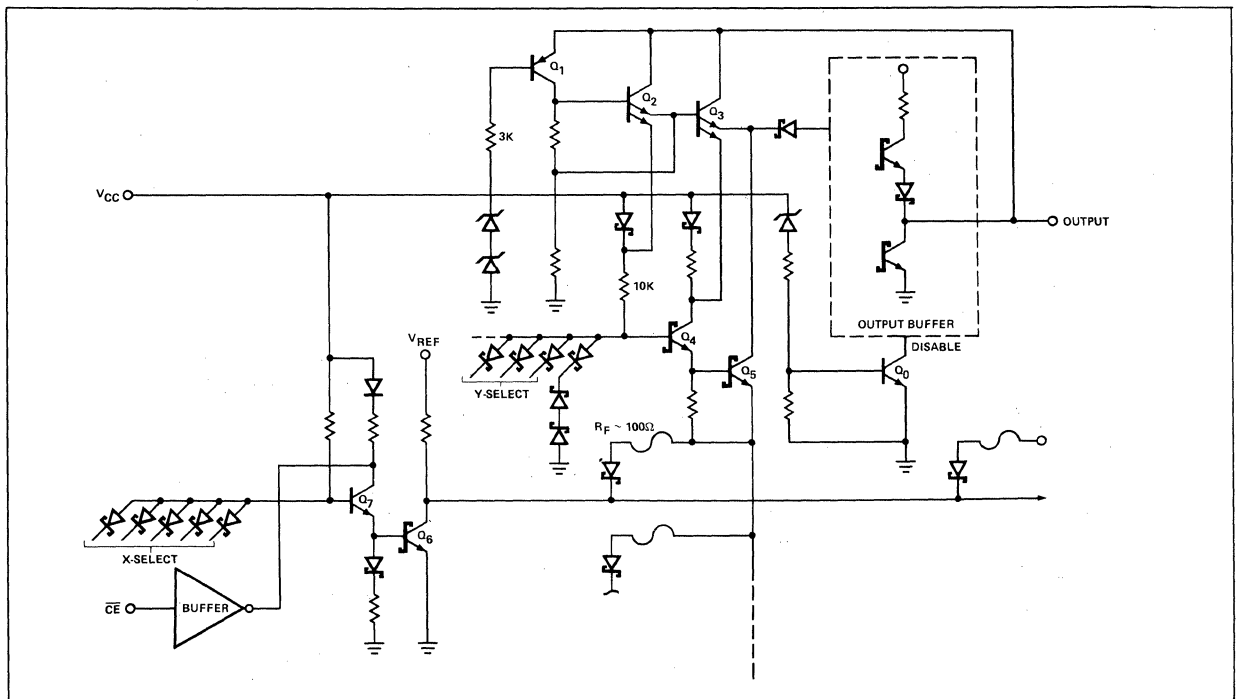 Q1
Q2
Q3
3K
VCC
OUTPUT
10K
OUTPUT BUFFER
DISABLE
VREF
Q4
Q5
Q0
Y-SELECT
RF ~ 100Ω
Q7
Q6
X-SELECT
CE
BUFFER